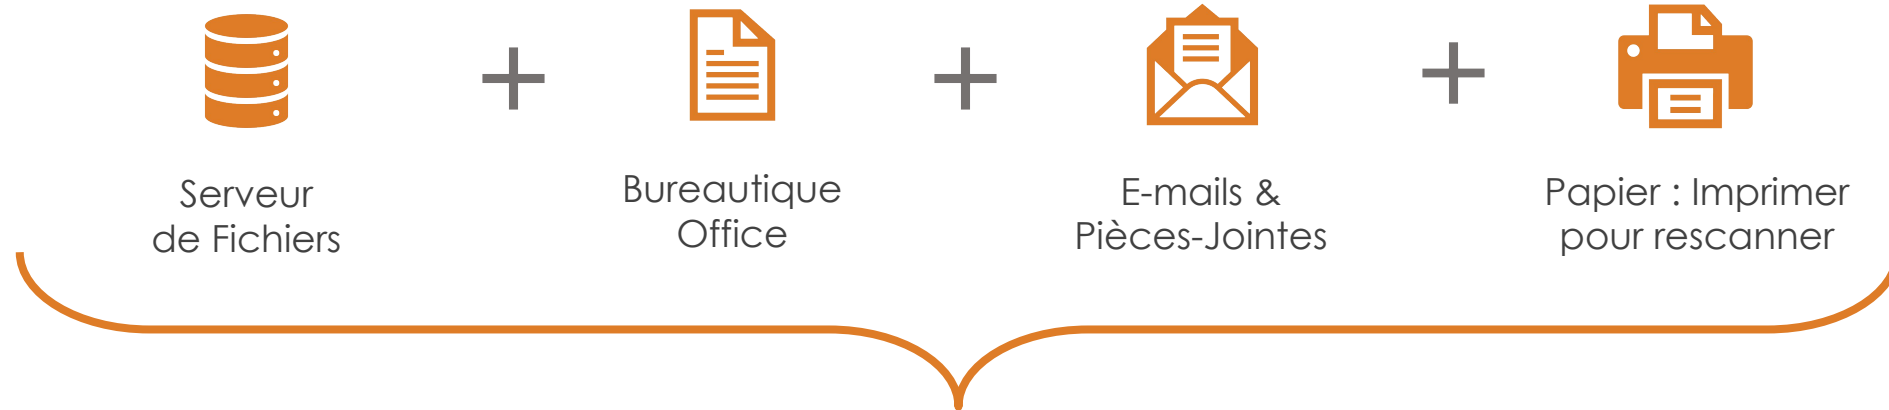 Serveur
de Fichiers
Bureautique
Office
E-mails &
Pièces-Jointes
Papier : Imprimer
pour rescanner